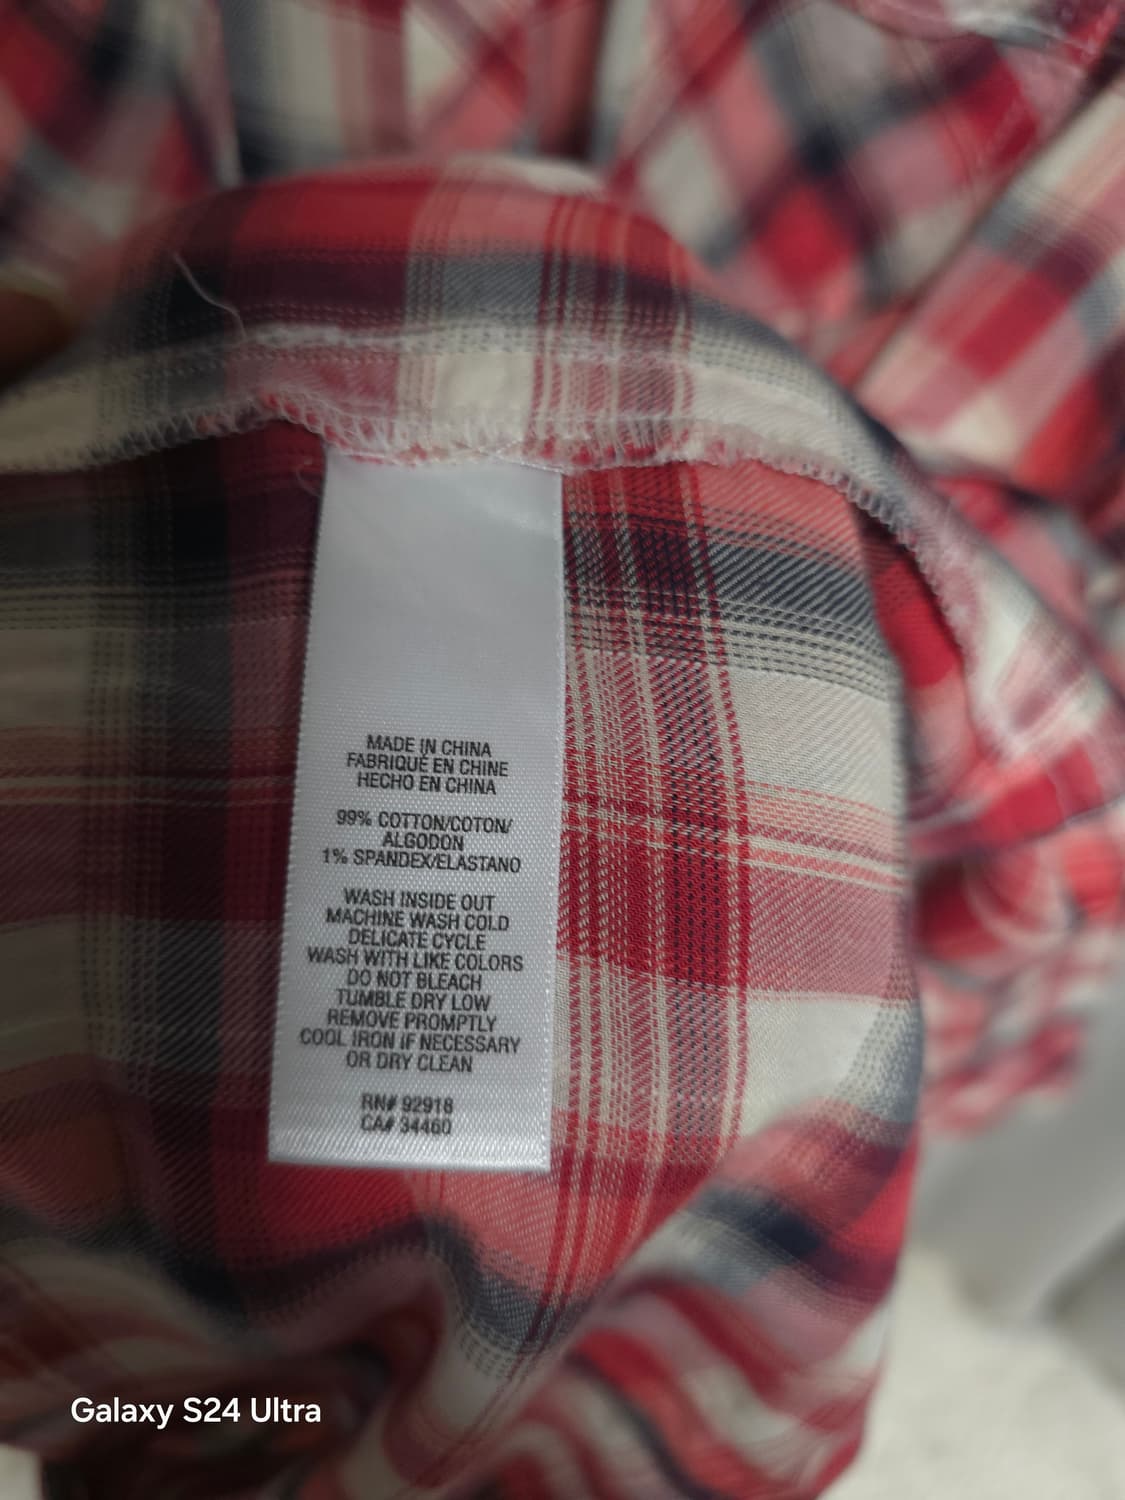 MADE IN CHINA
FABRIQUÉ EN CHINE
HECHO EN CHINA
99% COTTON/COTON/
ALGODON
1% SPANDEX/ELASTANO
WASH INSIDE OUT
MACHINE WASH COLD
DELICATE CYCLE
WASH WITH LIKE COLORS
DO NOT BLEACH
TUMBLE DRY LOW
REMOVE PROMPTLY
COOL IRON IF NECESSARY
OR DRY CLEAN
RN# 92918
CA# 34460
Galaxy S24 Ultra